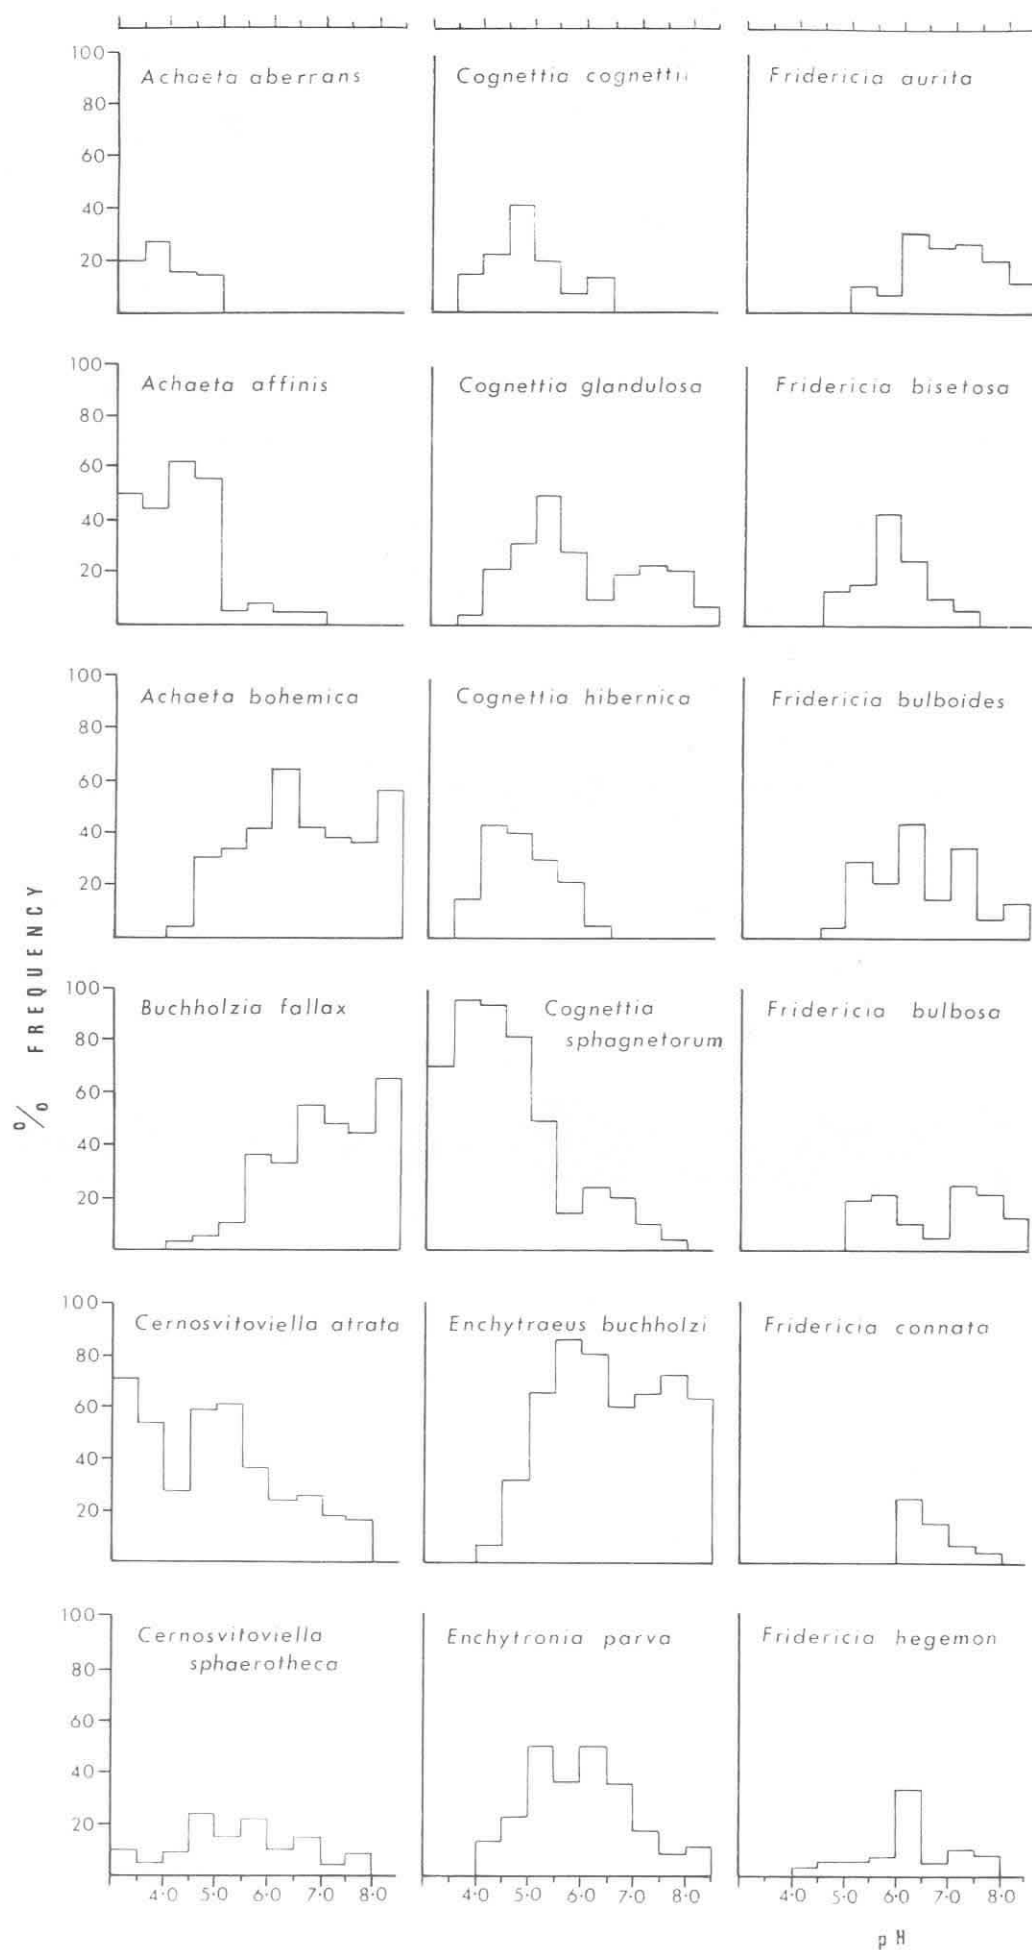 100 Achaeta aberrans Cognettia cognettii Fridericia aurita
80
60
40
20
100 Achaeta affinis Cognettia glandulosa Fridericia bisetosa
80
60
40
20
100 Achaeta bohemica Cognettia hibernica Fridericia bulboides
80
60
40
20
% FREQUENCY
100 Buchholzia fallax Cognettia Fridericia bulbosa
80 sphagnetorum
60
40
20
100 Cernosvitoviella atrata Enchytraeus buchholzi Fridericia connata
80
60
40
20
100 Cernosvitoviella Enchytronia parva Fridericia hegemon
sphaerotheca
80
60
40
20
4·0 5·0 6·0 7·0 8·0 4·0 5·0 6·0 7·0 8·0 4·0 5·0 6·0 7·0 8·0
pH